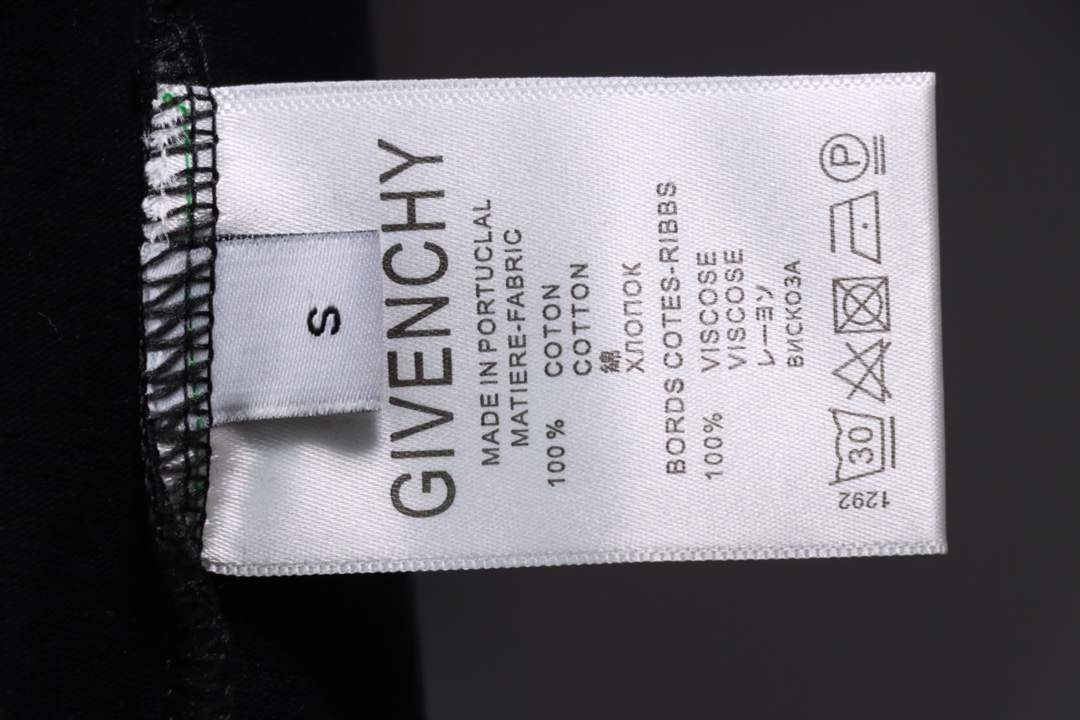 S
GIVENCHY
MADE IN PORTUCLAL
MATIERE-FABRIC
100% COTON
COTTON
綿
ХЛОПОК
BORDS COTES-RIBBS
100% VISCOSE
VISCOSE
レーヨン
ВИСКОЗА
30
P
1292